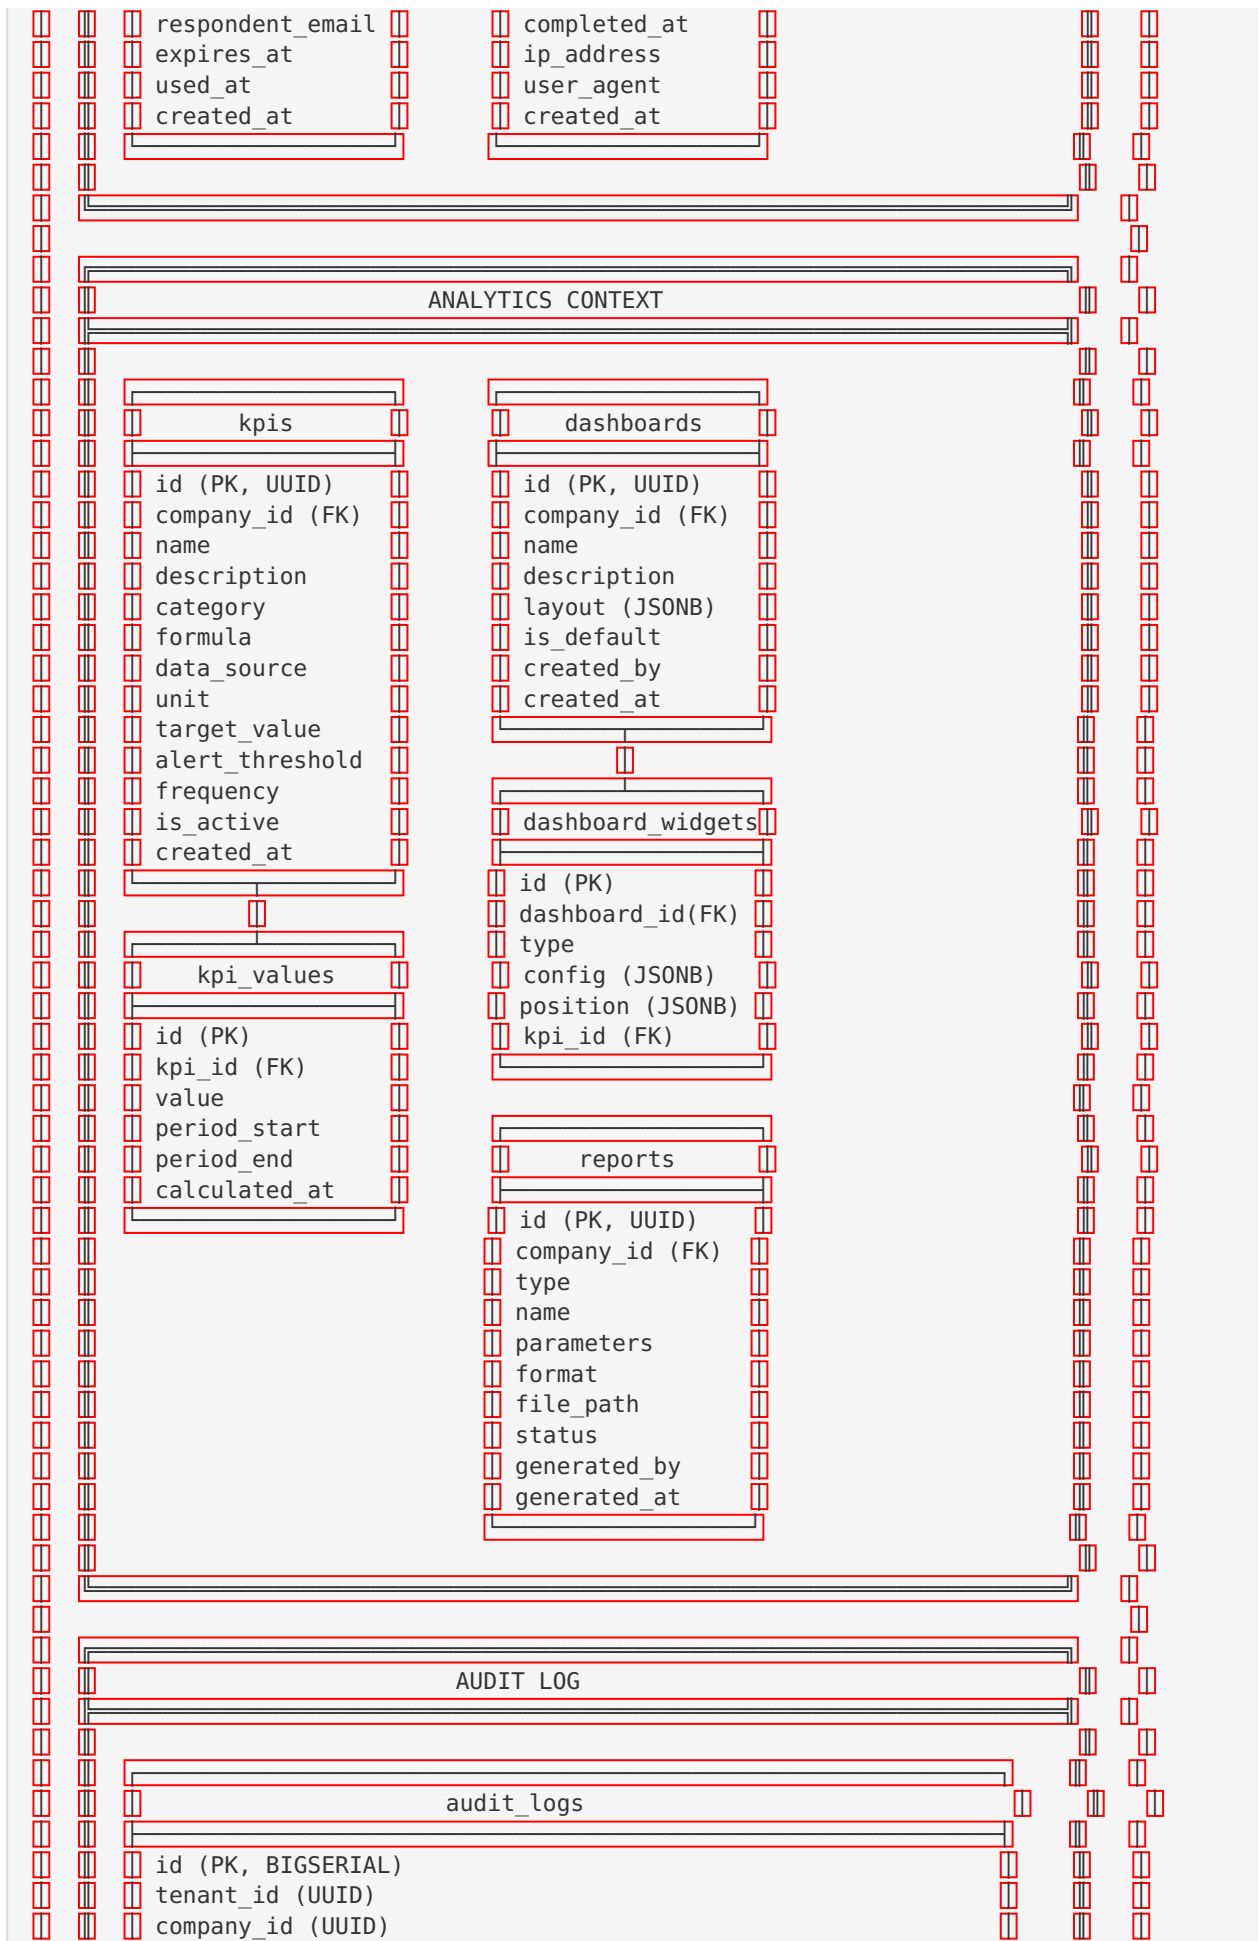 respondent_email completed_at
expires_at ip_address
used_at user_agent
created_at created_at
ANALYTICS CONTEXT
kpis dashboards
id (PK, UUID) id (PK, UUID)
company_id (FK) company_id (FK)
name name
description description
category layout (JSONB)
formula is_default
data_source created_by
unit created_at
target_value
alert_threshold
frequency
is_active dashboard_widgets
created_at
id (PK)
dashboard_id(FK)
type
kpi_values config (JSONB)
position (JSONB)
id (PK) kpi_id (FK)
kpi_id (FK)
value
period_start
period_end reports
calculated_at
id (PK, UUID)
company_id (FK)
type
name
parameters
format
file_path
status
generated_by
generated_at
AUDIT LOG
audit_logs
id (PK, BIGSERIAL)
tenant_id (UUID)
company_id (UUID)